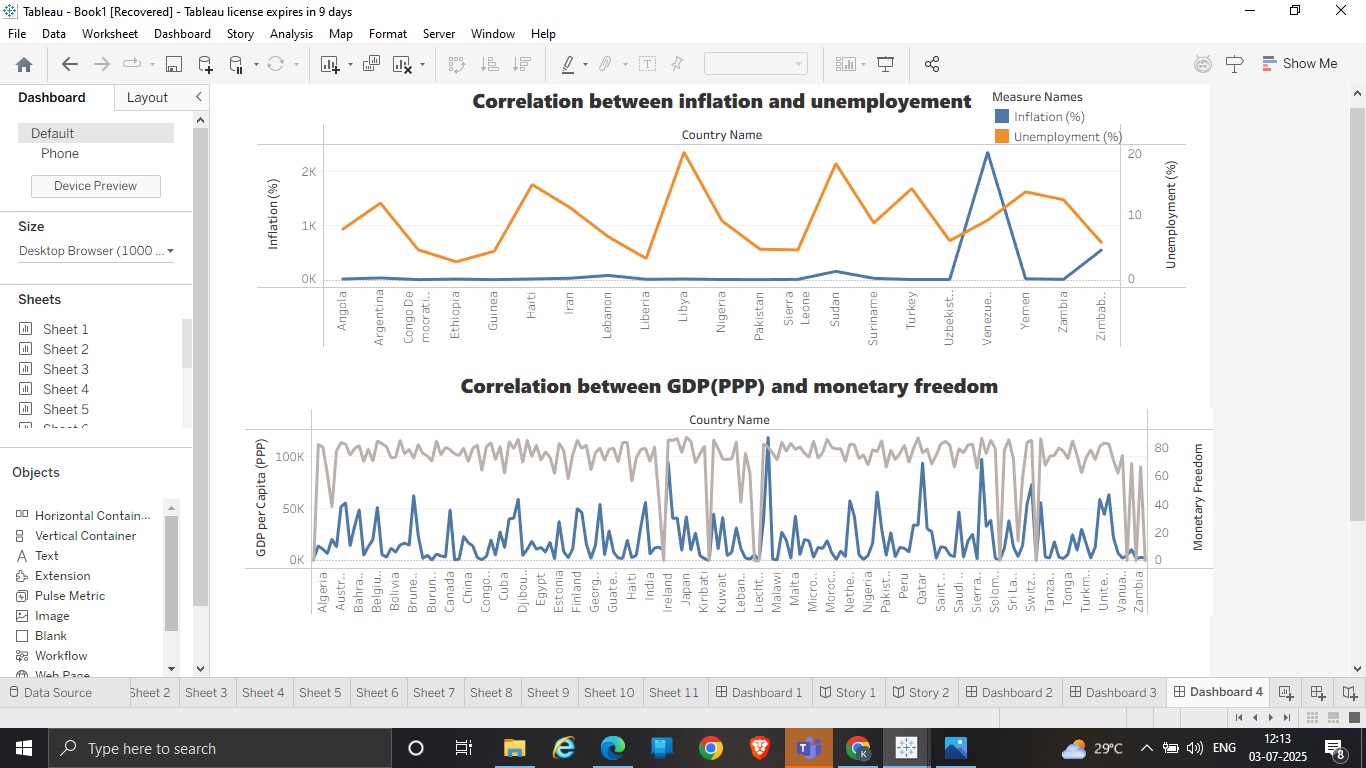 Tableau - Book1 [Recovered] - Tableau license expires in 9 days
File Data Worksheet Dashboard Story Analysis Map Format Server Window Help
Show Me
Dashboard Layout
Default
Phone
Device Preview
Size
Desktop Browser (1000 ...
Sheets
Sheet 1
Sheet 2
Sheet 3
Sheet 4
Sheet 5
Objects
Horizontal Contain...
Vertical Container
Text
Extension
Pulse Metric
Image
Blank
Workflow
Web Page
Correlation between inflation and unemployement
Measure Names
Inflation (%)
Unemployment (%)
Country Name
Inflation (%)
2K
1K
0K
20
10
0
Unemployment (%)
Angola
Argentina
Congo De
mocrati..
Ethiopia
Guinea
Haiti
Iran
Lebanon
Liberia
Libya
Nigeria
Pakistan
Sierra
Leone
Sudan
Suriname
Turkey
Uzbekist..
Venezue..
Yemen
Zambia
Zimbab..
Correlation between GDP(PPP) and monetary freedom
Country Name
GDP per Capita (PPP)
100K
50K
0K
80
60
40
20
0
Monetary Freedom
Algeria
Austr..
Bahra..
Belgiu..
Bolivia
Brune..
Burun..
Canada
China
Congo..
Cuba
Djibou..
Egypt
Estonia
Finland
Georg..
Guate..
Haiti
India
Ireland
Japan
Kiribati
Kuwait
Leban..
Liecht..
Malawi
Malta
Micro..
Moroc..
Nethe..
Nigeria
Pakist..
Peru
Qatar
Saint ..
Saudi ..
Sierra..
Solom..
Sri La..
Switz..
Tanza..
Tonga
Turkm..
Unite..
Vanua..
Zambia
Data Source Sheet 2 Sheet 3 Sheet 4 Sheet 5 Sheet 6 Sheet 7 Sheet 8 Sheet 9 Sheet 10 Sheet 11 Dashboard 1 Story 1 Story 2 Dashboard 2 Dashboard 3 Dashboard 4
Type here to search
29°C
ENG
12:13
03-07-2025
8